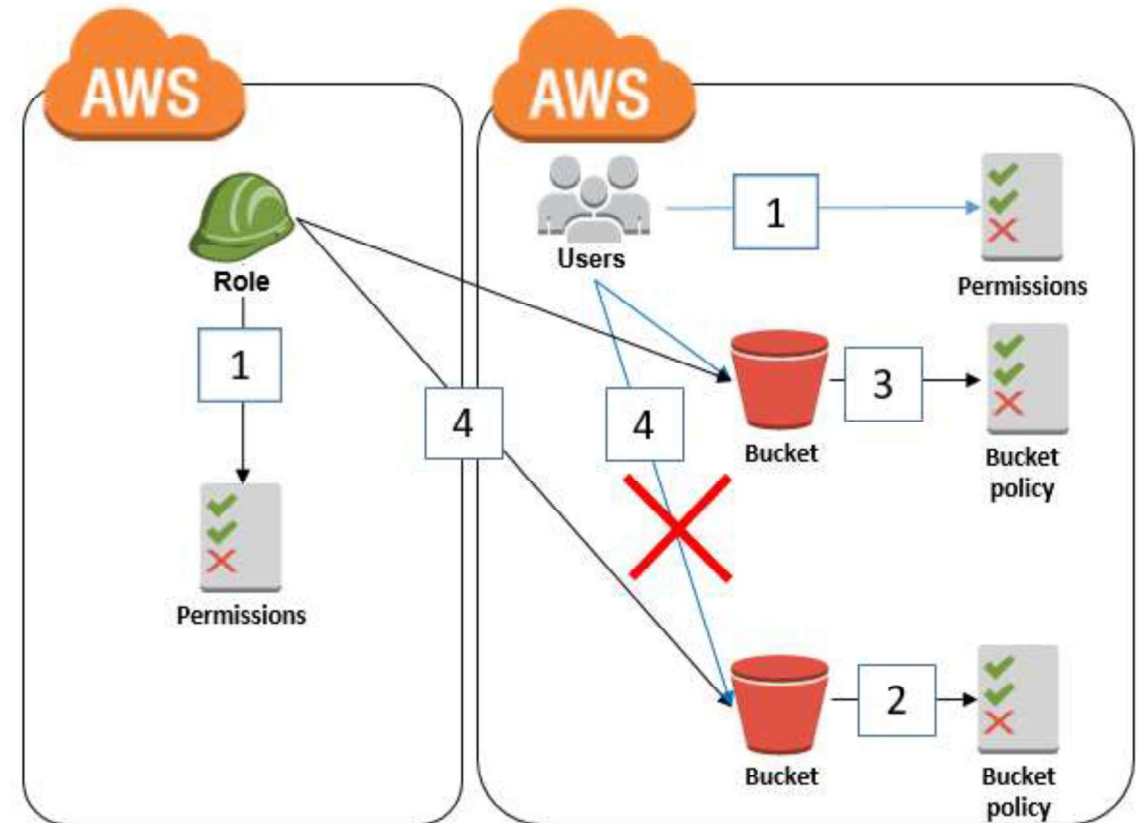 AWS
AWS
1
Users
Permissions
Role
1
4
4
3
Bucket
Bucket
policy
Permissions
2
Bucket
Bucket
policy